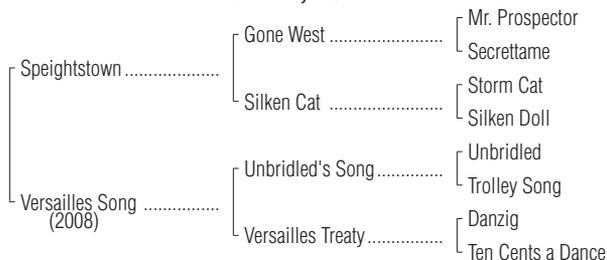 Mr. Prospector
Gone West ........................
Secrettame
Speightstown ....................
Storm Cat
Silken Cat ........................
Silken Doll
Unbridled
Unbridled's Song .................
Trolley Song
Versailles Song ................
(2008)
Danzig
Versailles Treaty ................
Ten Cents a Dance